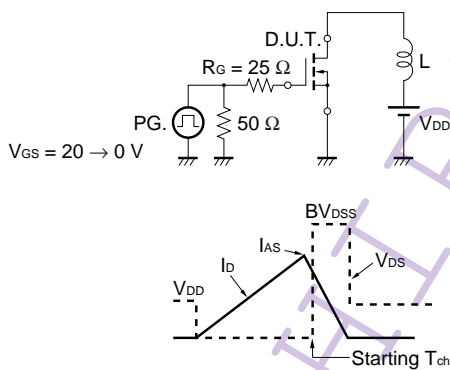 D.U.T.
RG = 25 Ω
L
PG.
50 Ω
VDD
VGS = 20 → 0 V
BVDSS
IAS
ID
VDS
VDD
Starting Tch